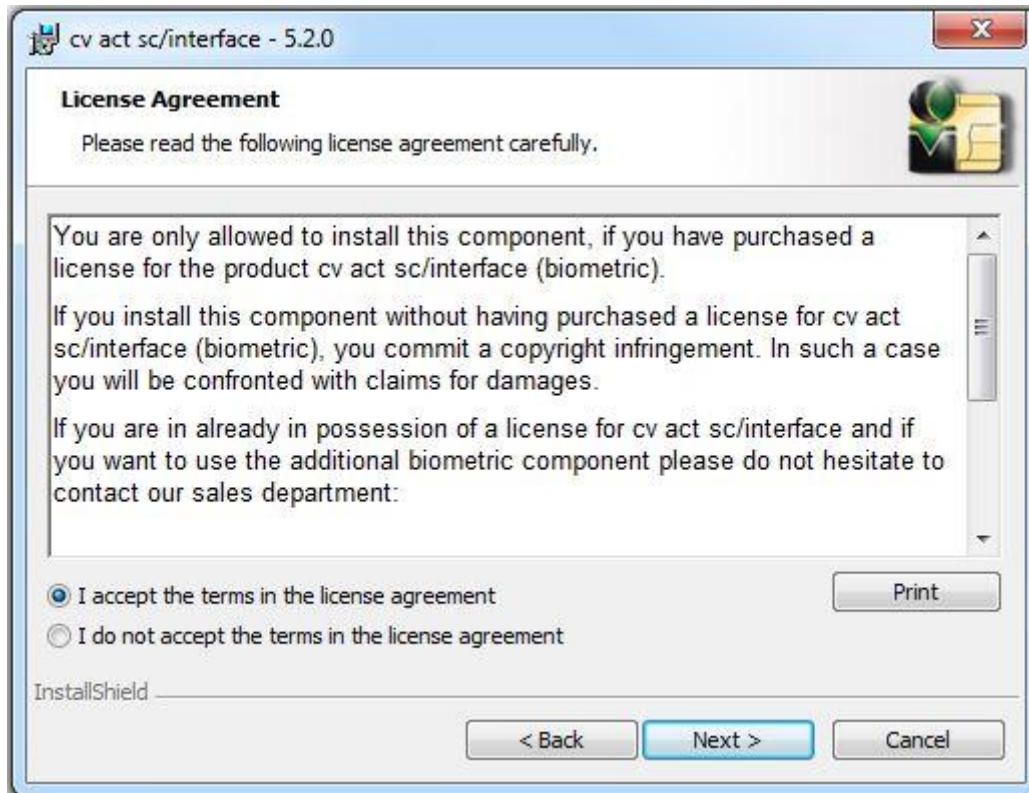 cv act sc/interface - 5.2.0
License Agreement
Please read the following license agreement carefully.
You are only allowed to install this component, if you have purchased a
license for the product cv act sc/interface (biometric).
If you install this component without having purchased a license for cv act
sc/interface (biometric), you commit a copyright infringement. In such a case
you will be confronted with claims for damages.
If you are in already in possession of a license for cv act sc/interface and if
you want to use the additional biometric component please do not hesitate to
contact our sales department:
I accept the terms in the license agreement
Print
I do not accept the terms in the license agreement
InstallShield
< Back
Next >
Cancel